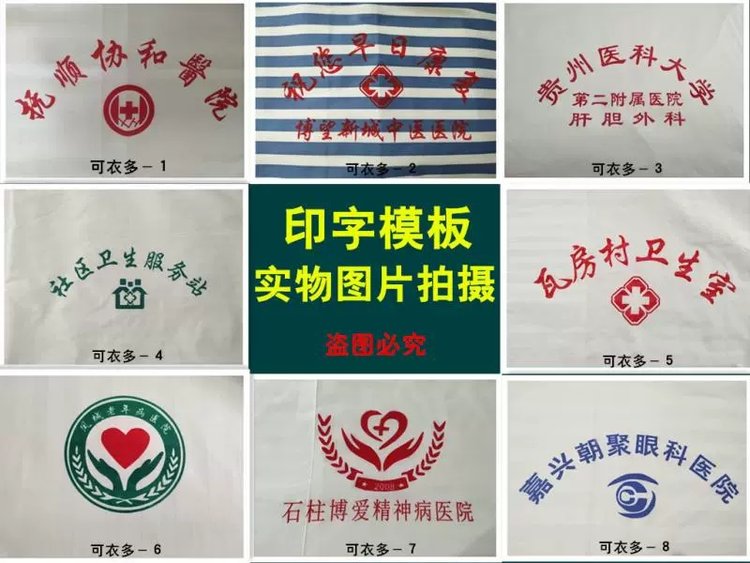 抚顺协和醫院
可衣多－1
祝您早日康复
博望新城中医医院
可衣多－2
贵州医科大学
第二附属医院
肝胆外科
可衣多－3
社区卫生服务站
可衣多－4
印字模板
实物图片拍摄
盗图必究
瓦房村卫生室
可衣多－5
老年病医院
可衣多－6
2008
石柱博爱精神病医院
可衣多－7
嘉兴朝聚眼科医院
可衣多－8